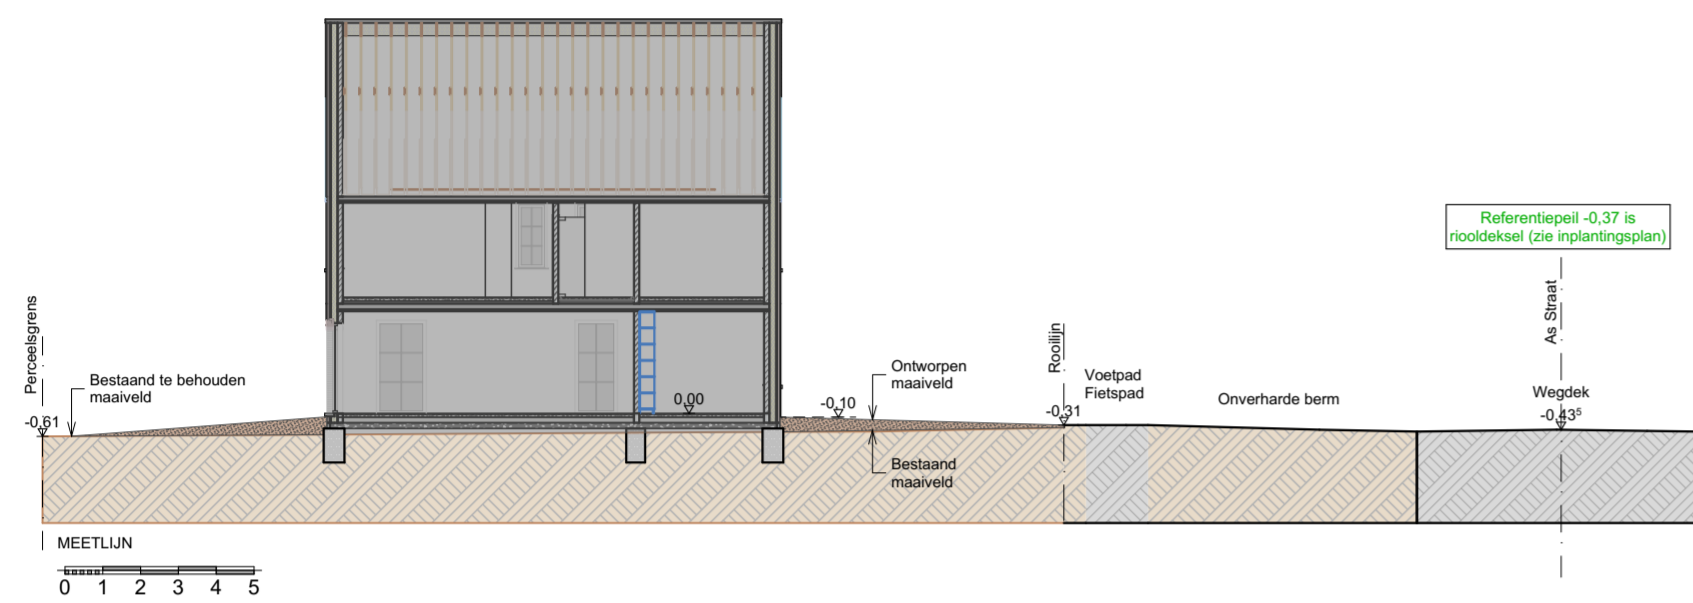 Referentiepeil -0,37 is
riooldeksel (zie inplantingsplan)
Perceelsgrens
-0,61
Bestaand te behouden
maaiveld
0,00
-0,10
Ontworpen
maaiveld
Bestaand
maaiveld
Rooilijn
-0,31
Voetpad
Fietspad
Onverharde berm
As Straat
Wegdek
-0,43⁵
MEETLIJN
0 1 2 3 4 5